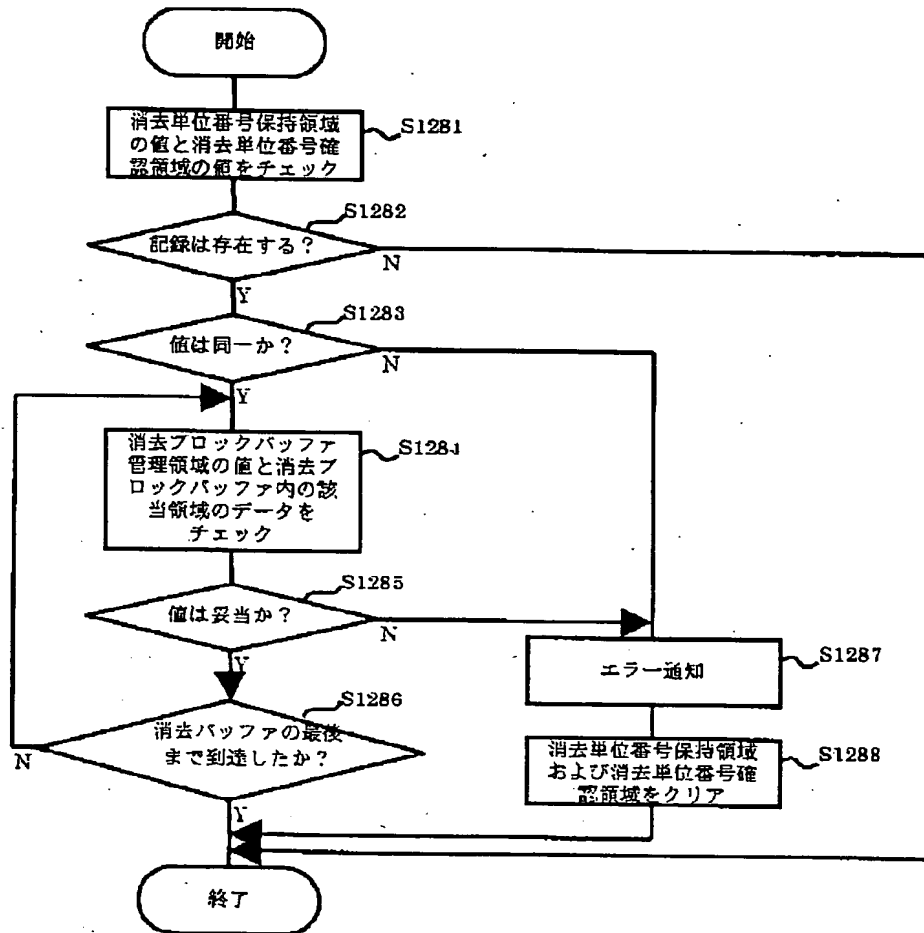 開始
消去単位番号保持領域
の値と消去単位番号確
認領域の値をチェック
S1281
S1282
記録は存在する?
N
Y
S1283
値は同一か?
N
Y
消去ブロックバッファ
管理領域の値と消去ブ
ロックバッファ内の該
当領域のデータを
チェック
S1284
S1285
値は妥当か?
N
Y
エラー通知
S1287
S1286
消去バッファの最後
まで到達したか?
N
Y
消去単位番号保持領域
および消去単位番号確
認領域をクリア
S1288
終了